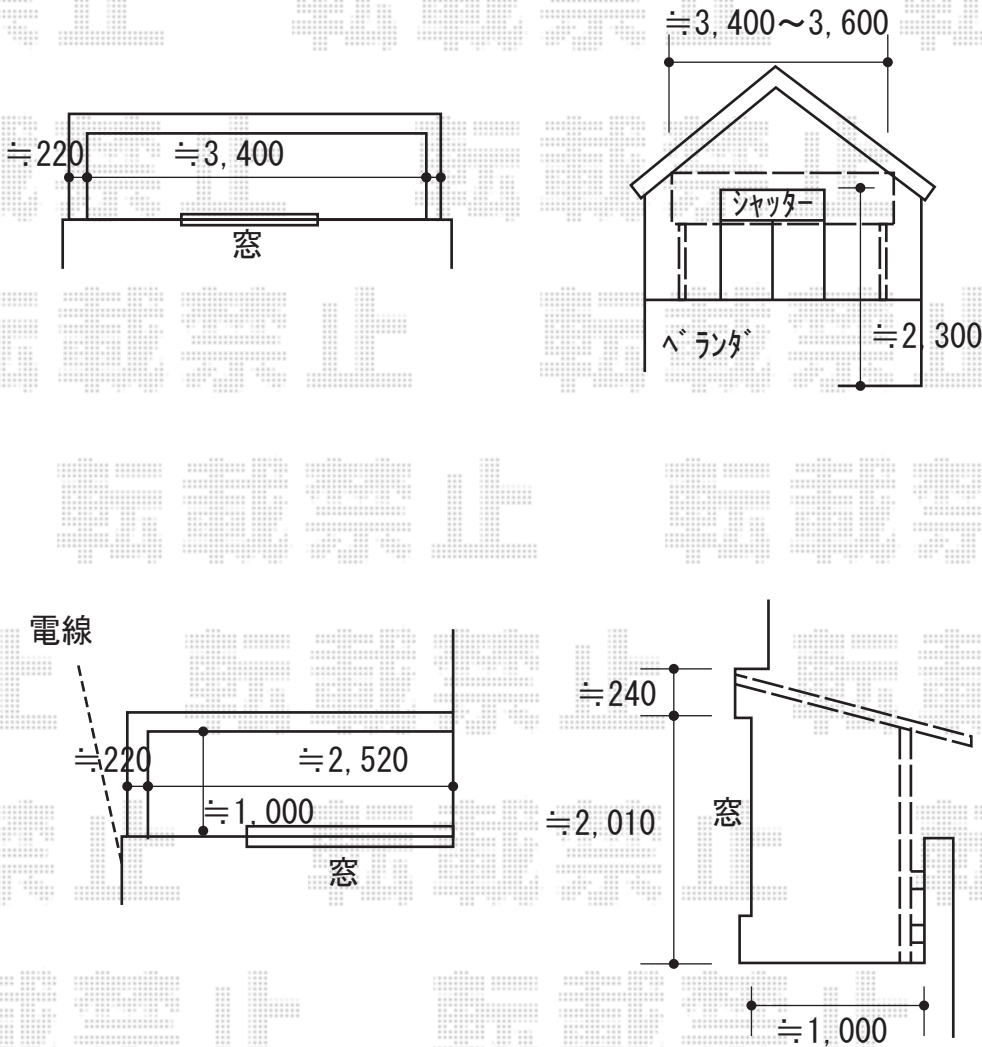 ≒3,400～3,600
≒220
≒3,400
窓
シャッター
ベランダ
≒2,300
転載禁止
電線
≒220
≒2,520
≒1,000
窓
≒240
≒2,010
窓
≒1,000